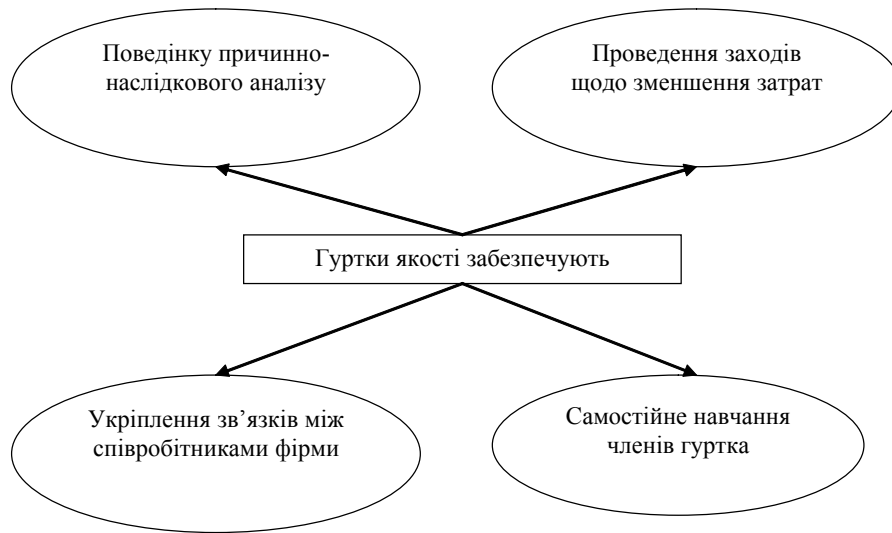 Поведінку причинно-
наслідкового аналізу
Проведення заходів
щодо зменшення затрат
Гуртки якості забезпечують
Укріплення зв’язків між
співробітниками фірми
Самостійне навчання
членів гуртка